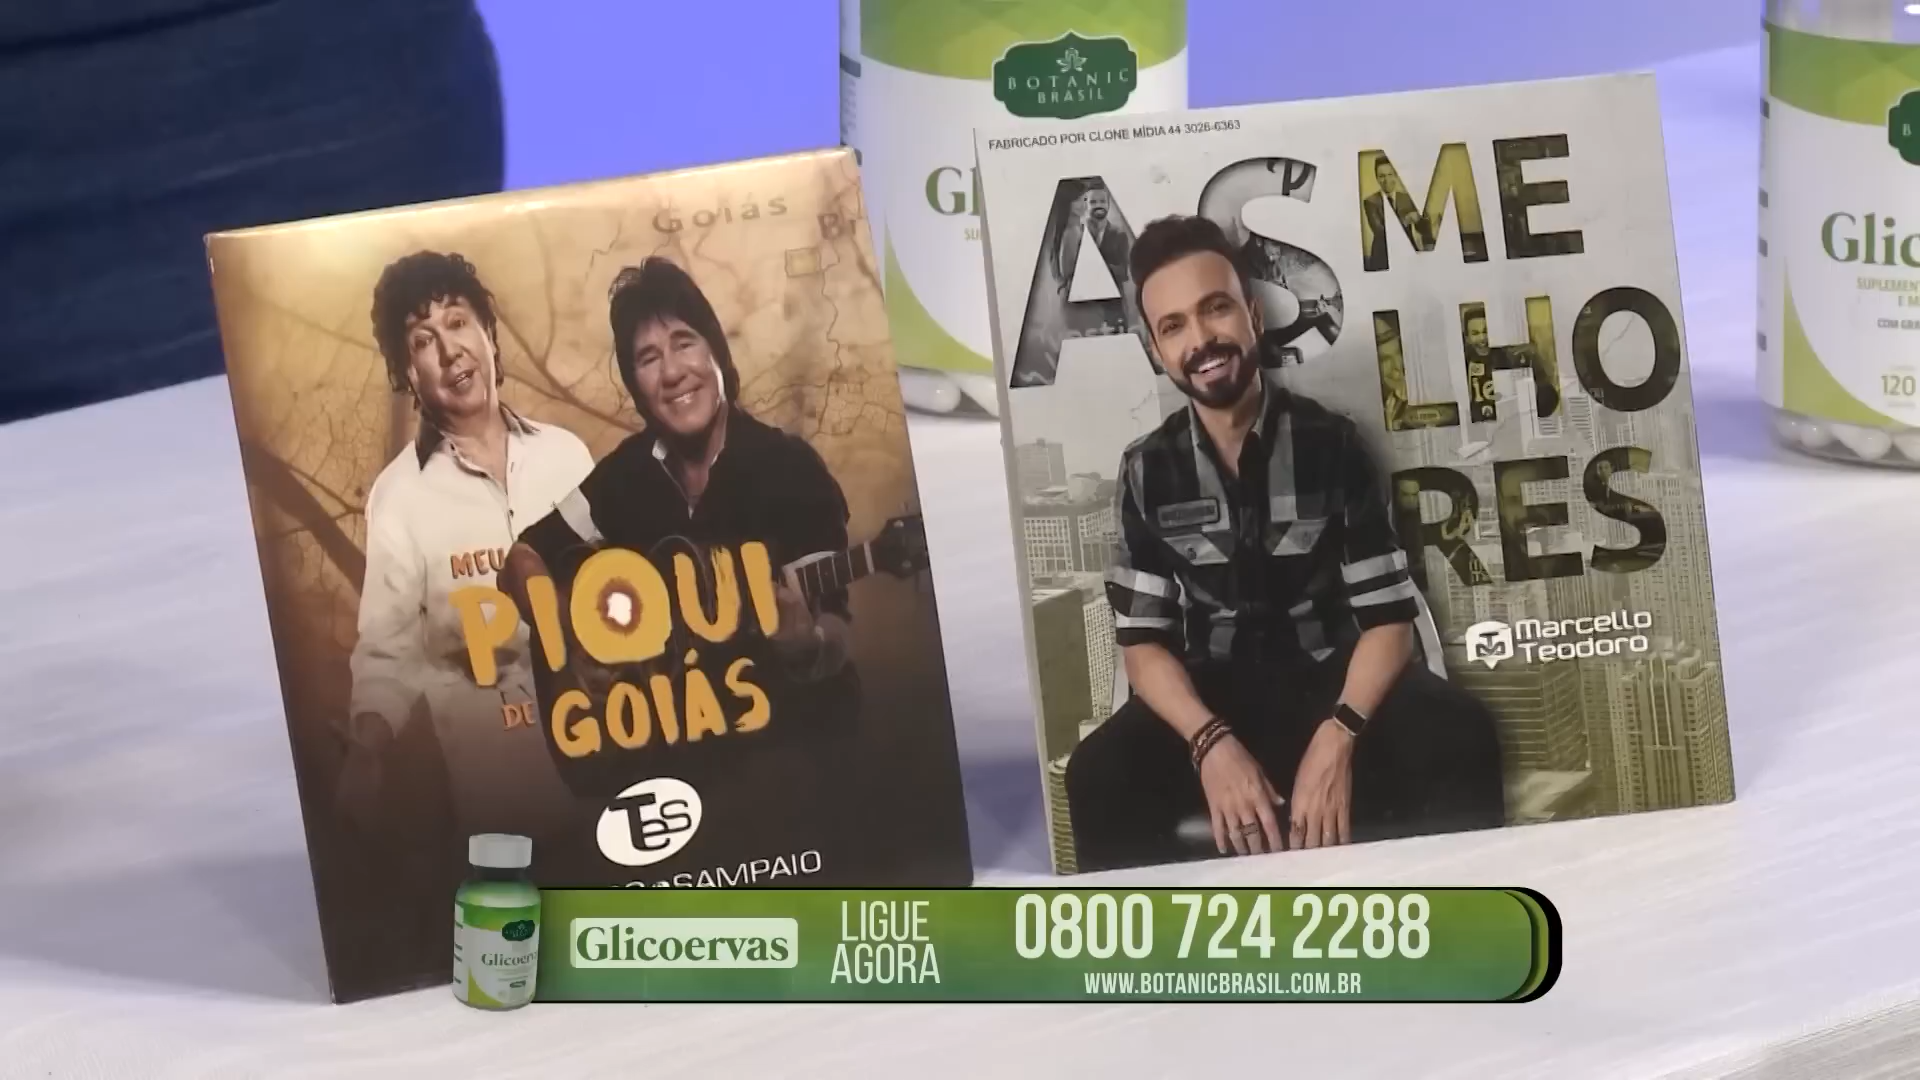 BOTANIC
BRASIL
Goiás
MEU
PIQUI
DE
GOIÁS
Tes
SAMPAIO
FABRICADO POR CLONE MÍDIA 44 3026-6363
AS
ME
LHO
RES
Marcello
Teodoro
Glic
SUPLEMEN
E M
120
Glicoervas
LIGUE
AGORA
0800 724 2288
WWW.BOTANICBRASIL.COM.BR